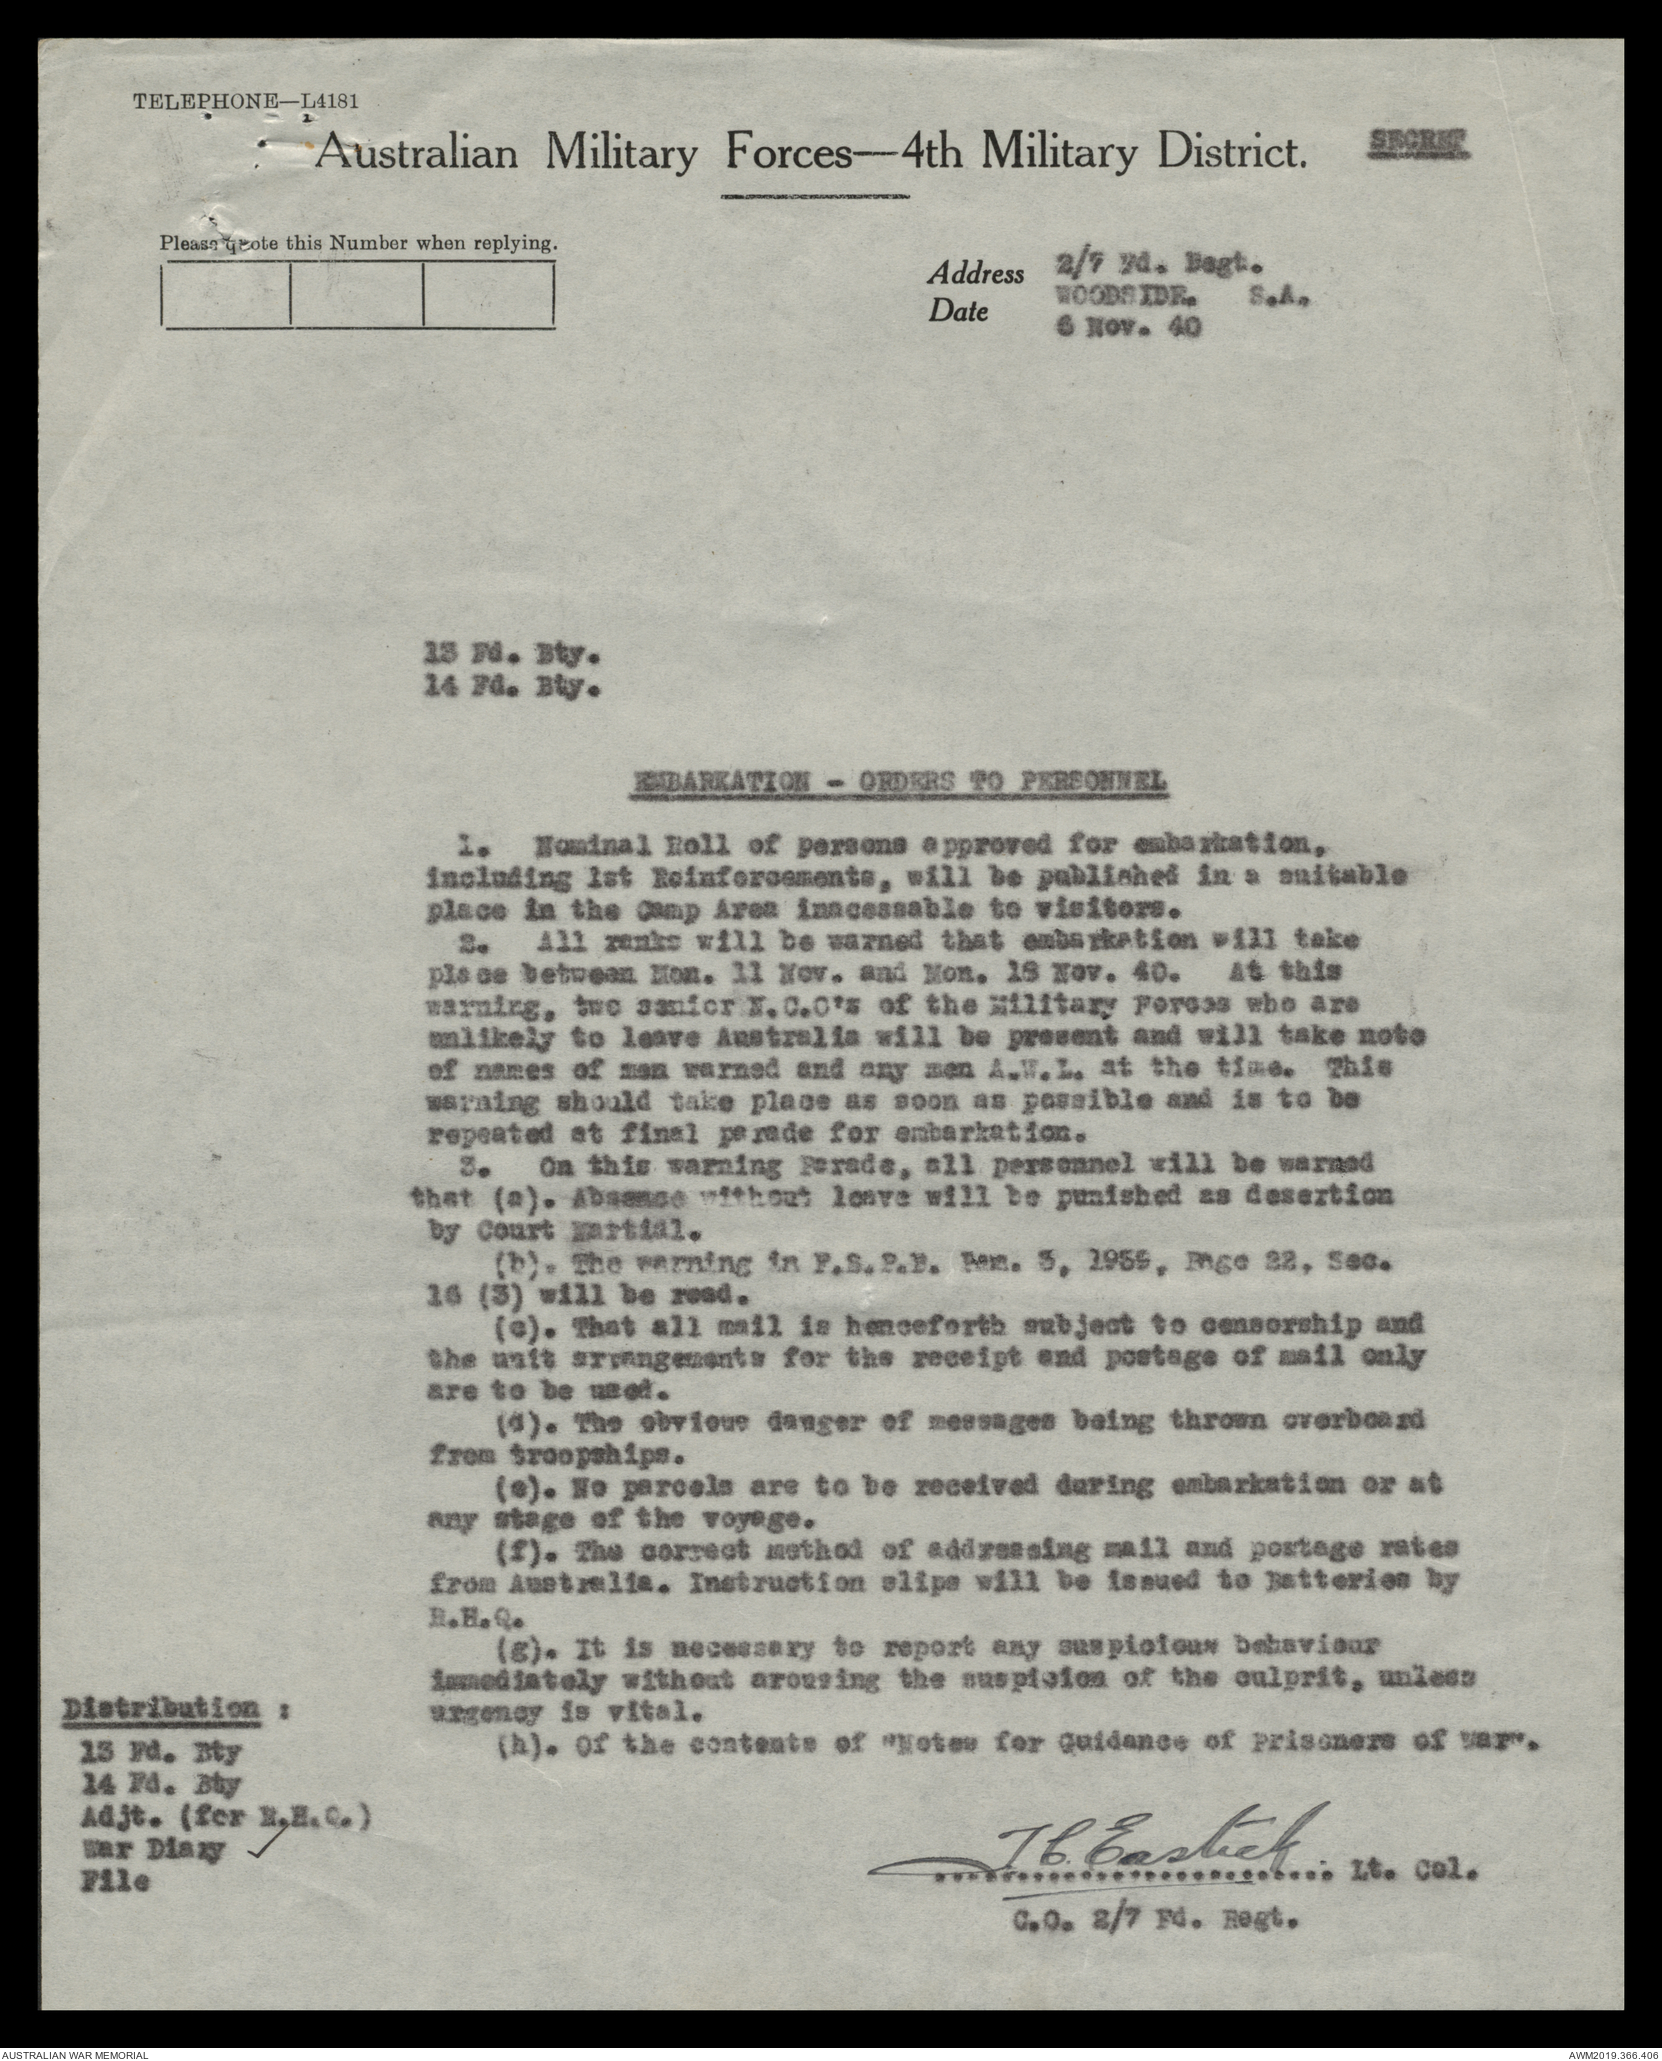 TELEPHONE—L4181
Australian Military Forces—4th Military District.
SECRET
Please quote this Number when replying.
Address 2/7 Fd. Regt.
WOODSIDE. S.A.
Date 6 Nov. 40
13 Fd. Bty.
14 Fd. Bty.
EMBARKATION - ORDERS TO PERSONNEL
1. Nominal Roll of persons approved for embarkation,
including 1st Reinforcements, will be published in a suitable
place in the Camp Area inacessable to visitors.
2. All ranks will be warned that embarkation will take
place between Mon. 11 Nov. and Mon. 18 Nov. 40. At this
warning, two senior N.C.O's of the Military Forces who are
unlikely to leave Australia will be present and will take note
of names of men warned and any men A.W.L. at the time. This
warning should take place as soon as possible and is to be
repeated at final parade for embarkation.
3. On this warning Parade, all personnel will be warned
that (a). Absence without leave will be punished as desertion
by Court Martial.
(b). The warning in F.S.P.B. Pam. 3, 1939, Page 22, Sec.
16 (3) will be read.
(c). That all mail is henceforth subject to censorship and
the unit arrangements for the receipt and postage of mail only
are to be used.
(d). The obvious danger of messages being thrown overboard
from troopships.
(e). No parcels are to be received during embarkation or at
any stage of the voyage.
(f). The correct method of addressing mail and postage rates
from Australia. Instruction slips will be issued to Batteries by
R.H.Q.
(g). It is necessary to report any suspicious behaviour
immediately without arousing the suspicion of the culprit, unless
urgency is vital.
(h). Of the contents of "Notes for Guidance of Prisoners of War".
Distribution :
13 Fd. Bty
14 Fd. Bty
Adjt. (for R.H.Q.)
War Diary ✓
File
T C. Eastick Lt. Col.
C.O. 2/7 Fd. Regt.
AUSTRALIAN WAR MEMORIAL
AWM2019.366.406